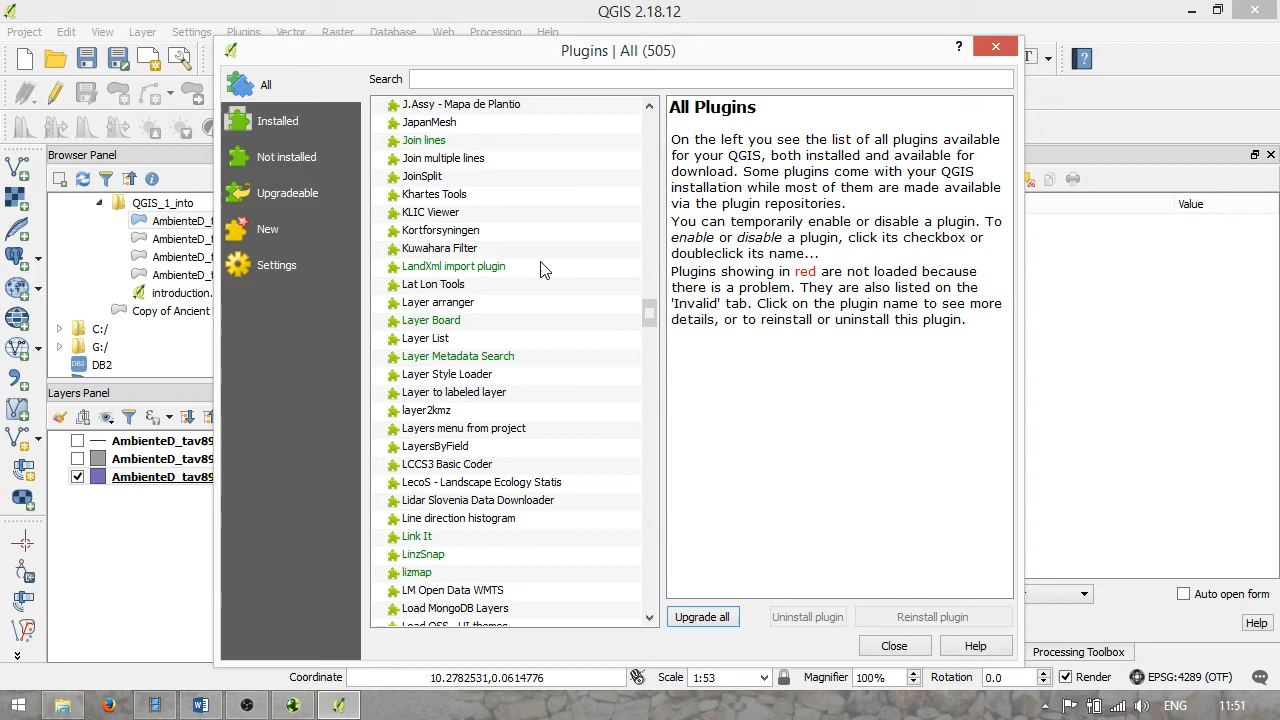 QGIS 2.18.12
Project Edit View Layer Settings Plugins Vector Raster Database Web Processing Help
Plugins | All (505)
?
All
Search
Installed
Not installed
Upgradeable
New
Settings
J.Assy - Mapa de Plantio
JapanMesh
Join lines
Join multiple lines
JoinSplit
Khartes Tools
KLIC Viewer
Kortforsyningen
Kuwahara Filter
LandXml import plugin
Lat Lon Tools
Layer arranger
Layer Board
Layer List
Layer Metadata Search
Layer Style Loader
Layer to labeled layer
layer2kmz
Layers menu from project
LayersByField
LCCS3 Basic Coder
LecoS - Landscape Ecology Statis
Lidar Slovenia Data Downloader
Line direction histogram
Link It
LinzSnap
lizmap
LM Open Data WMTS
Load MongoDB Layers
All Plugins
On the left you see the list of all plugins available
for your QGIS, both installed and available for
download. Some plugins come with your QGIS
installation while most of them are made available
via the plugin repositories.
You can temporarily enable or disable a plugin. To
enable or disable a plugin, click its checkbox or
doubleclick its name...
Plugins showing in red are not loaded because
there is a problem. They are also listed on the
'Invalid' tab. Click on the plugin name to see more
details, or to reinstall or uninstall this plugin.
Upgrade all
Uninstall plugin
Reinstall plugin
Close
Help
Browser Panel
QGIS_1_into
AmbienteD_t
AmbienteD_t
AmbienteD_t
AmbienteD_t
introduction.
Copy of Ancient
C:/
G:/
DB2
Layers Panel
AmbienteD_tav89
AmbienteD_tav89
AmbienteD_tav89
Value
Auto open form
Help
Processing Toolbox
Coordinate 10.2782531,0.0614776 Scale 1:53 Magnifier 100% Rotation 0.0 Render EPSG:4289 (OTF)
ENG 11:51